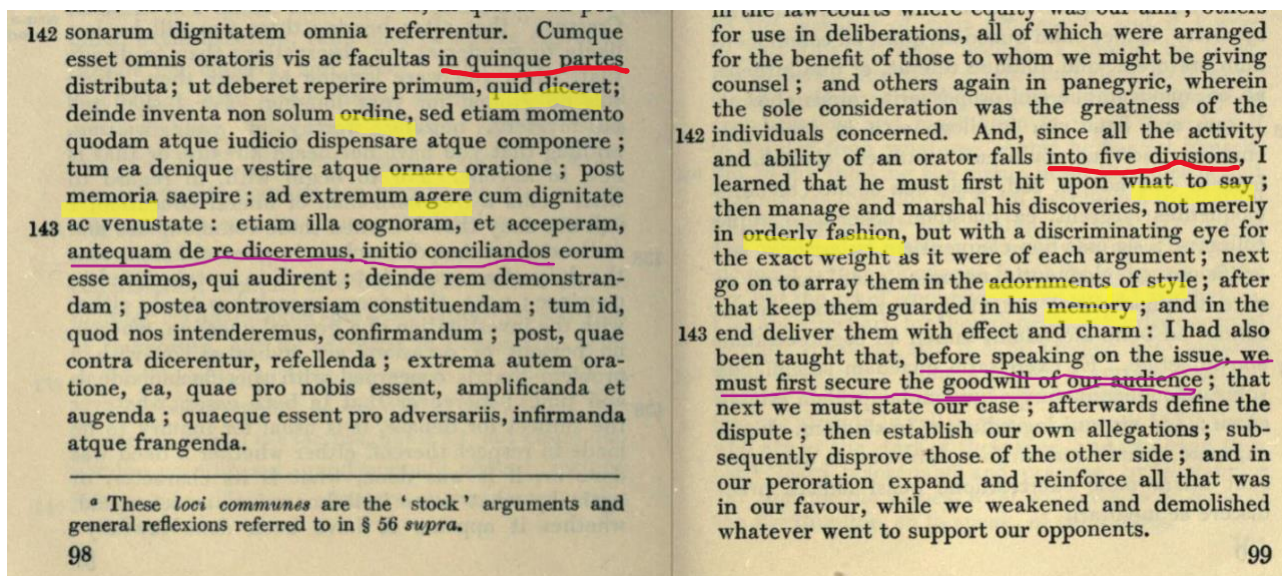 142 sonarum dignitatem omnia referrentur. Cumque
esset omnis oratoris vis ac facultas in quinque partes
distributa; ut deberet reperire primum, quid diceret;
deinde inventa non solum ordine, sed etiam momento
quodam atque iudicio dispensare atque componere;
tum ea denique vestire atque ornare oratione; post
memoria saepire; ad extremum agere cum dignitate
143 ac venustate: etiam illa cognoram, et acceperam,
antequam de re diceremus, initio conciliandos eorum
esse animos, qui audirent; deinde rem demonstran-
dam; postea controversiam constituendam; tum id,
quod nos intenderemus, confirmandum; post, quae
contra dicerentur, refellenda; extrema autem ora-
tione, ea, quae pro nobis essent, amplificanda et
augenda; quaeque essent pro adversariis, infirmanda
atque frangenda.
a These loci communes are the 'stock' arguments and
general reflexions referred to in § 56 supra.
98
in the law-courts where equity was our aim; others
for use in deliberations, all of which were arranged
for the benefit of those to whom we might be giving
counsel; and others again in panegyric, wherein
the sole consideration was the greatness of the
142 individuals concerned. And, since all the activity
and ability of an orator falls into five divisions, I
learned that he must first hit upon what to say;
then manage and marshal his discoveries, not merely
in orderly fashion, but with a discriminating eye for
the exact weight as it were of each argument; next
go on to array them in the adornments of style; after
that keep them guarded in his memory; and in the
143 end deliver them with effect and charm: I had also
been taught that, before speaking on the issue, we
must first secure the goodwill of our audience; that
next we must state our case; afterwards define the
dispute; then establish our own allegations; sub-
sequently disprove those of the other side; and in
our peroration expand and reinforce all that was
in our favour, while we weakened and demolished
whatever went to support our opponents.
99